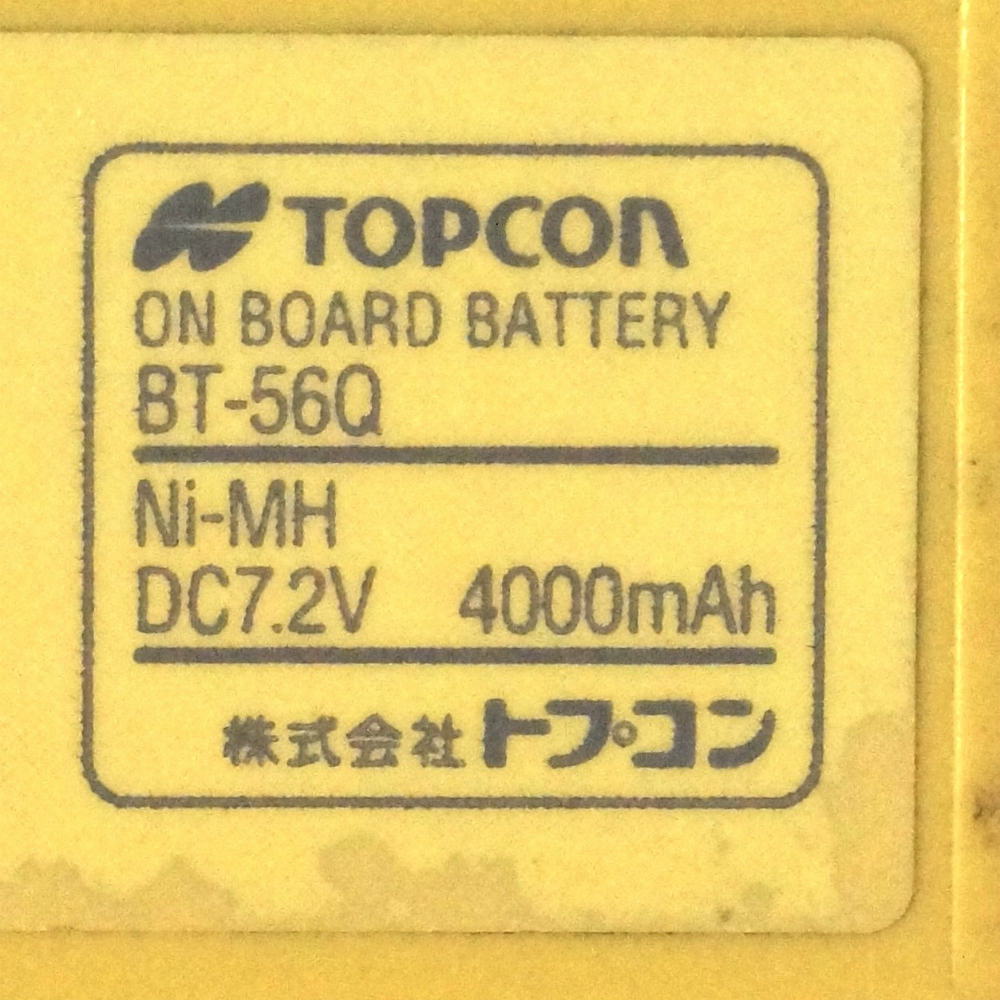 TOPCON
ON BOARD BATTERY
BT-56Q
Ni-MH
DC7.2V 4000mAh
株式会社トプコン